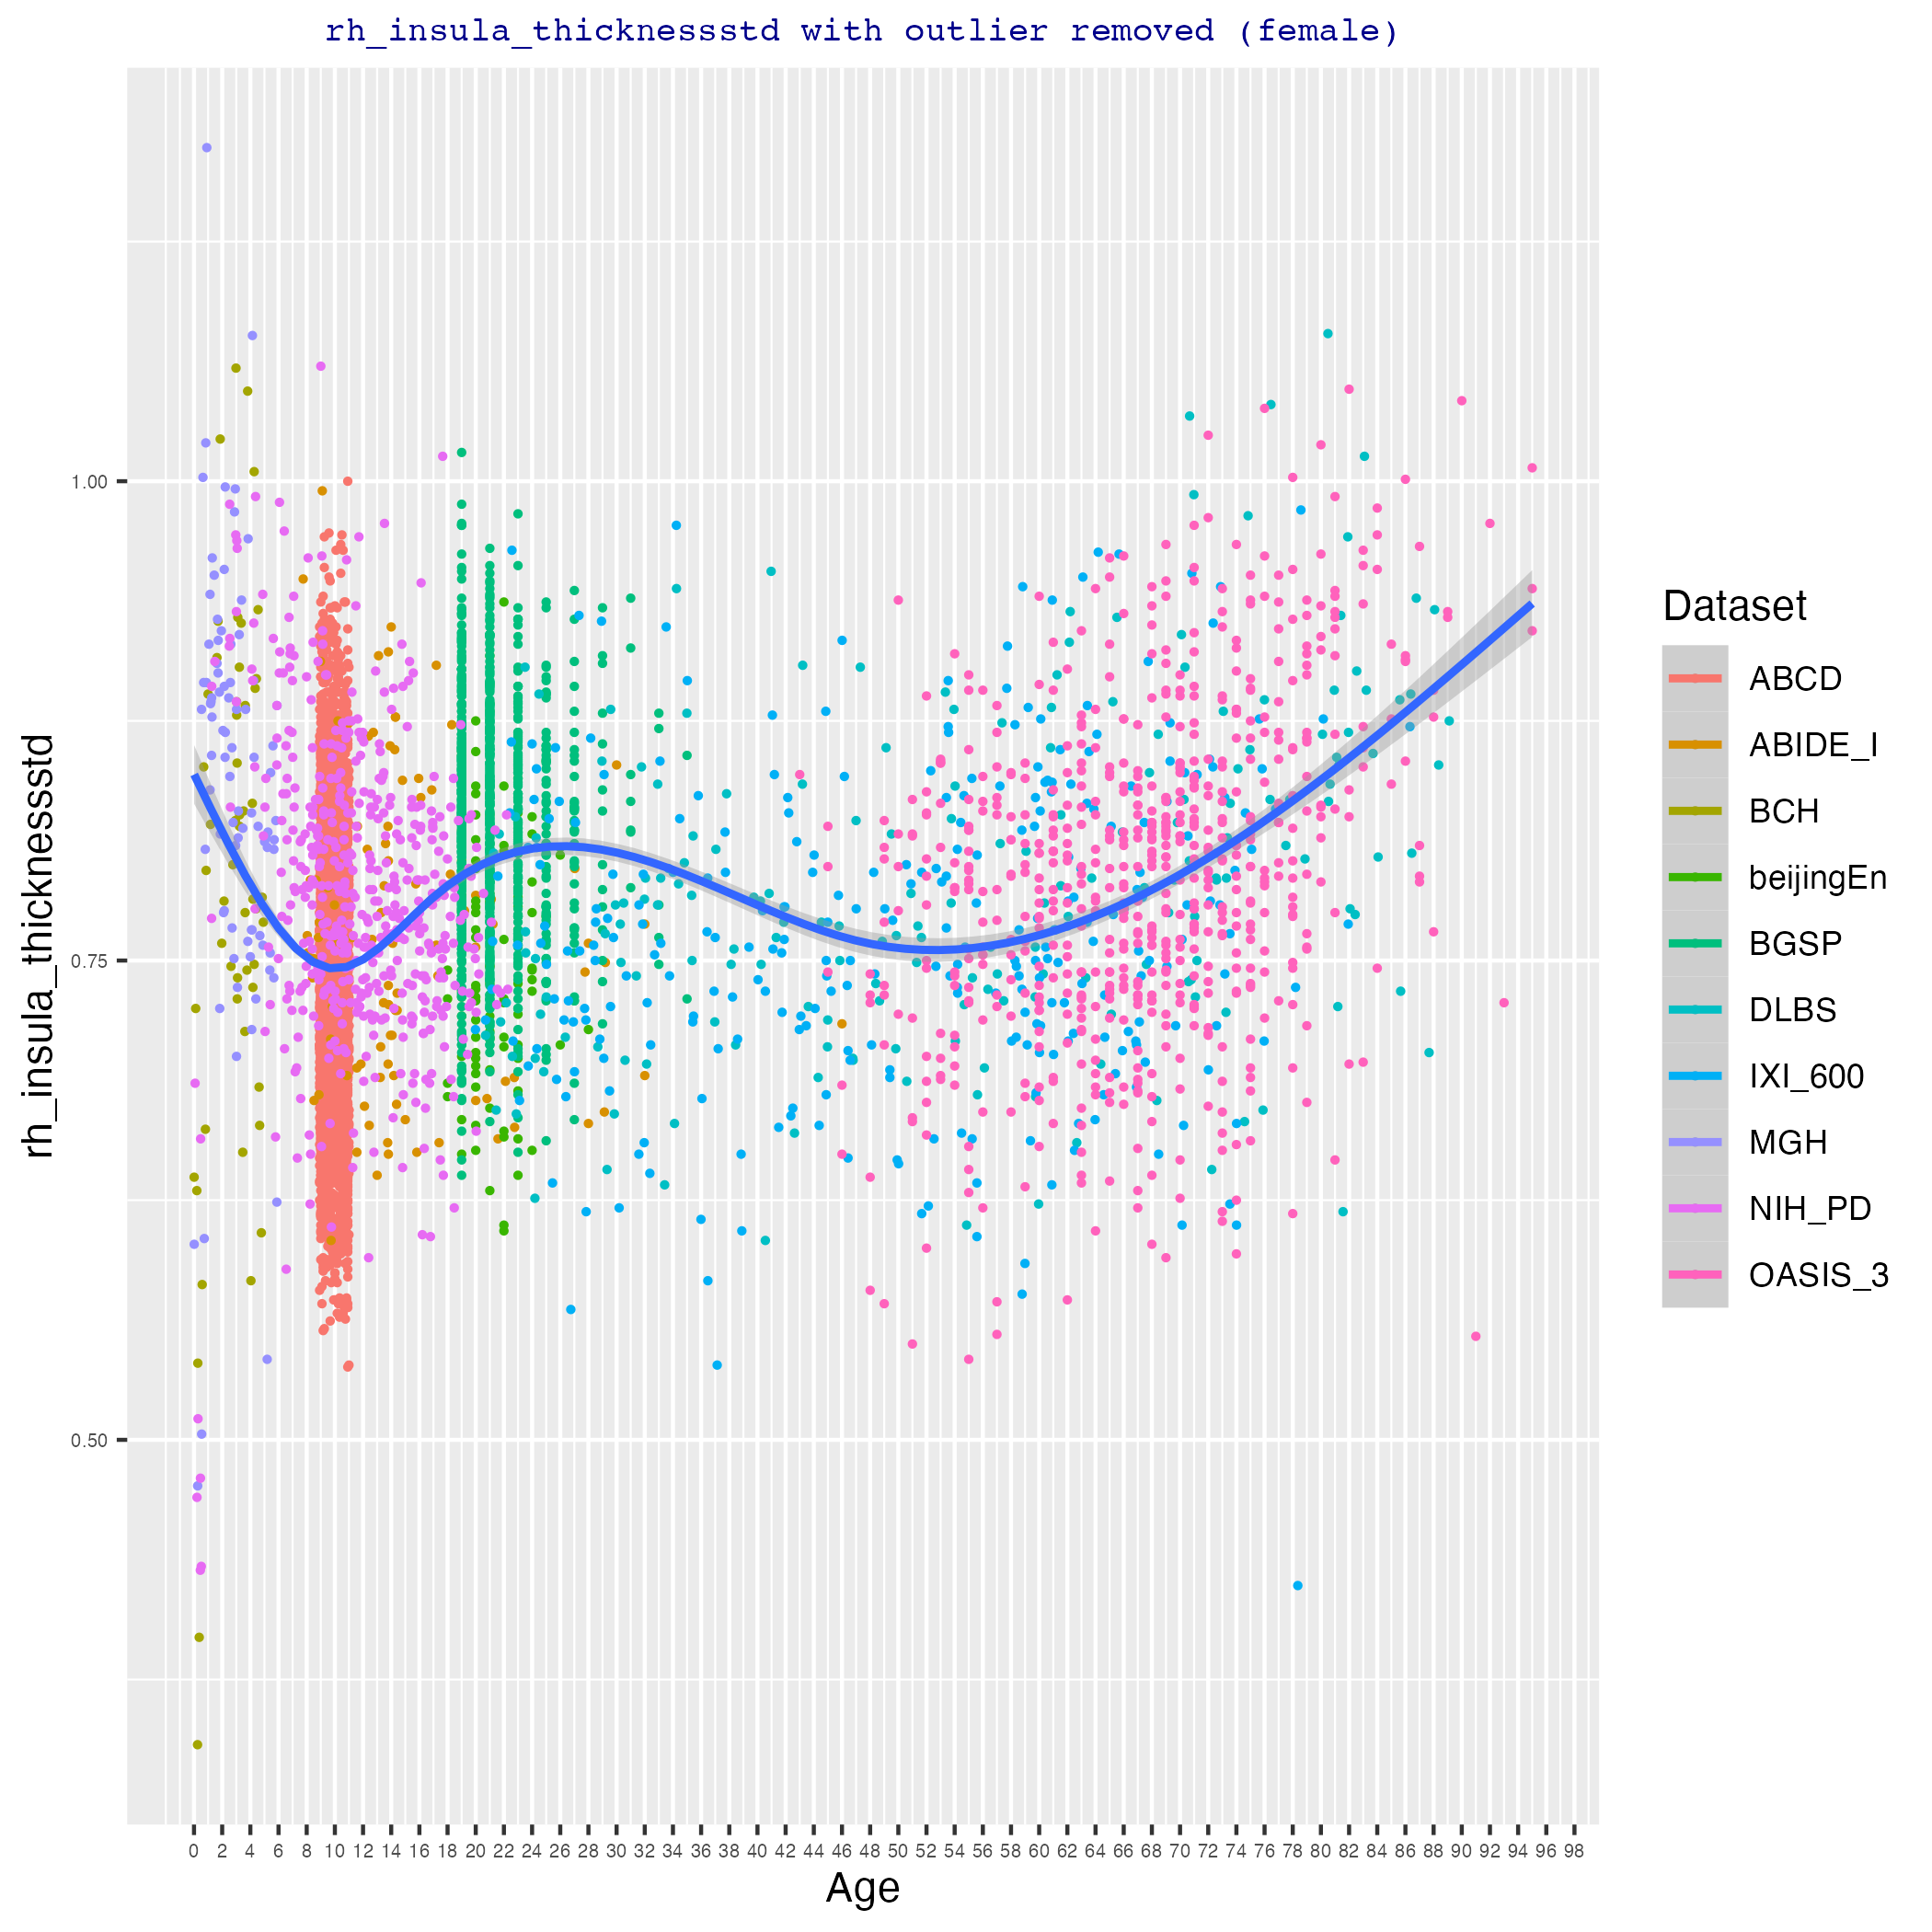 rh_insula_thicknessstd with outlier removed (female)
rh_insula_thicknessstd
1.00
0.75
0.50
0 2 4 6 8 10 12 14 16 18 20 22 24 26 28 30 32 34 36 38 40 42 44 46 48 50 52 54 56 58 60 62 64 66 68 70 72 74 76 78 80 82 84 86 88 90 92 94 96 98
Age
Dataset
ABCD
ABIDE_I
BCH
beijingEn
BGSP
DLBS
IXI_600
MGH
NIH_PD
OASIS_3